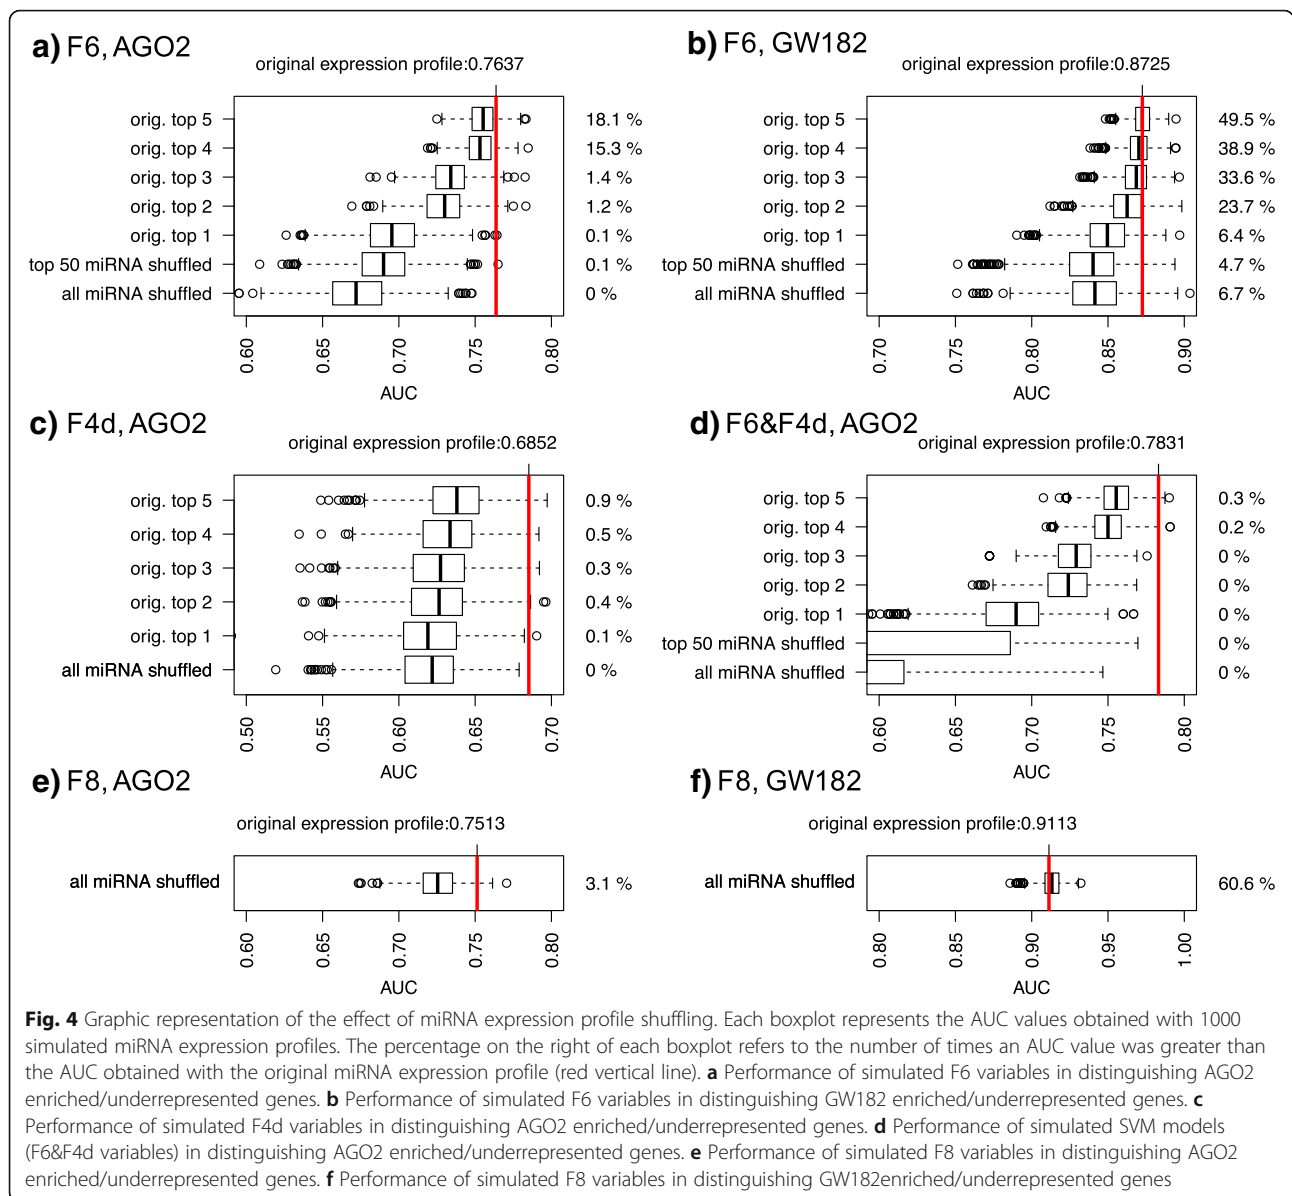 a) F6, AGO2
original expression profile:0.7637
orig. top 5 18.1 %
orig. top 4 15.3 %
orig. top 3 1.4 %
orig. top 2 1.2 %
orig. top 1 0.1 %
top 50 miRNA shuffled 0.1 %
all miRNA shuffled 0 %
0.60 0.65 0.70 0.75 0.80
AUC
b) F6, GW182
original expression profile:0.8725
orig. top 5 49.5 %
orig. top 4 38.9 %
orig. top 3 33.6 %
orig. top 2 23.7 %
orig. top 1 6.4 %
top 50 miRNA shuffled 4.7 %
all miRNA shuffled 6.7 %
0.70 0.75 0.80 0.85 0.90
AUC
c) F4d, AGO2
original expression profile:0.6852
orig. top 5 0.9 %
orig. top 4 0.5 %
orig. top 3 0.3 %
orig. top 2 0.4 %
orig. top 1 0.1 %
all miRNA shuffled 0 %
0.50 0.55 0.60 0.65 0.70
AUC
d) F6&F4d, AGO2
original expression profile:0.7831
orig. top 5 0.3 %
orig. top 4 0.2 %
orig. top 3 0 %
orig. top 2 0 %
orig. top 1 0 %
top 50 miRNA shuffled 0 %
all miRNA shuffled 0 %
0.60 0.65 0.70 0.75 0.80
AUC
e) F8, AGO2
original expression profile:0.7513
all miRNA shuffled 3.1 %
0.60 0.65 0.70 0.75 0.80
AUC
f) F8, GW182
original expression profile:0.9113
all miRNA shuffled 60.6 %
0.80 0.85 0.90 0.95 1.00
AUC
Fig. 4 Graphic representation of the effect of miRNA expression profile shuffling. Each boxplot represents the AUC values obtained with 1000
simulated miRNA expression profiles. The percentage on the right of each boxplot refers to the number of times an AUC value was greater than
the AUC obtained with the original miRNA expression profile (red vertical line). a Performance of simulated F6 variables in distinguishing AGO2
enriched/underrepresented genes. b Performance of simulated F6 variables in distinguishing GW182 enriched/underrepresented genes. c
Performance of simulated F4d variables in distinguishing AGO2 enriched/underrepresented genes. d Performance of simulated SVM models
(F6&F4d variables) in distinguishing AGO2 enriched/underrepresented genes. e Performance of simulated F8 variables in distinguishing AGO2
enriched/underrepresented genes. f Performance of simulated F8 variables in distinguishing GW182enriched/underrepresented genes